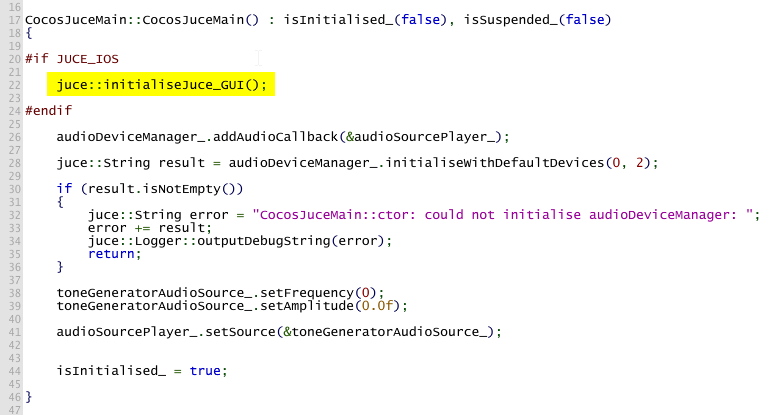 16
17 CocosJuceMain::CocosJuceMain() : isInitialised_(false), isSuspended_(false)
18 {
19
20 #if JUCE_IOS
21
22     juce::initialiseJuce_GUI();
23
24 #endif
25
26     audioDeviceManager_.addAudioCallback(&audioSourcePlayer_);
27
28     juce::String result = audioDeviceManager_.initialiseWithDefaultDevices(0, 2);
29
30     if (result.isNotEmpty())
31     {
32         juce::String error = "CocosJuceMain::ctor: could not initialise audioDeviceManager: ";
33         error += result;
34         juce::Logger::outputDebugString(error);
35         return;
36     }
37
38     toneGeneratorAudioSource_.setFrequency(0);
39     toneGeneratorAudioSource_.setAmplitude(0.0f);
40
41     audioSourcePlayer_.setSource(&toneGeneratorAudioSource_);
42
43
44     isInitialised_ = true;
45
46 }
47